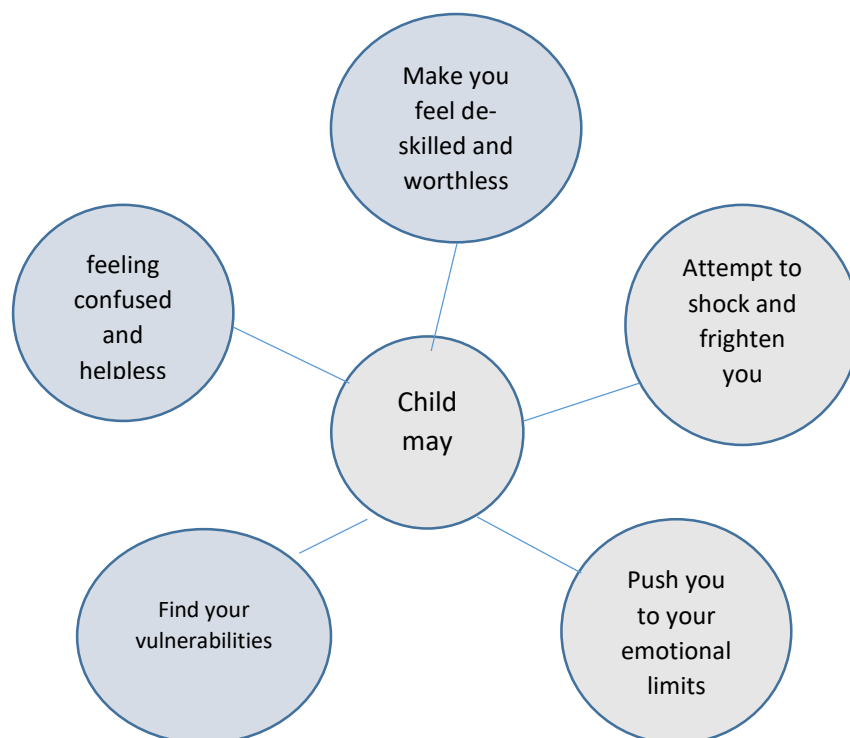 Make you
feel de-
skilled and
worthless
feeling
confused
and
helpless
Attempt to
shock and
frighten
you
Child
may
Find your
vulnerabilities
Push you
to your
emotional
limits